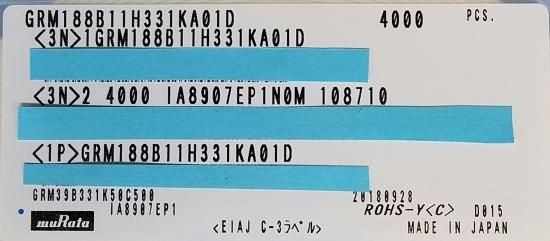 GRM188B11H331KA01D 4000 PCS.
<3N>1GRM188B11H331KA01D
<3N>2 4000 IA8907EP1N0M 108710
<1P>GRM188B11H331KA01D
GRM39B331K50C500 20180928
IA8907EP1 ROHS-Y<C> D015
muRata <EIAJ C-3ラベル> MADE IN JAPAN